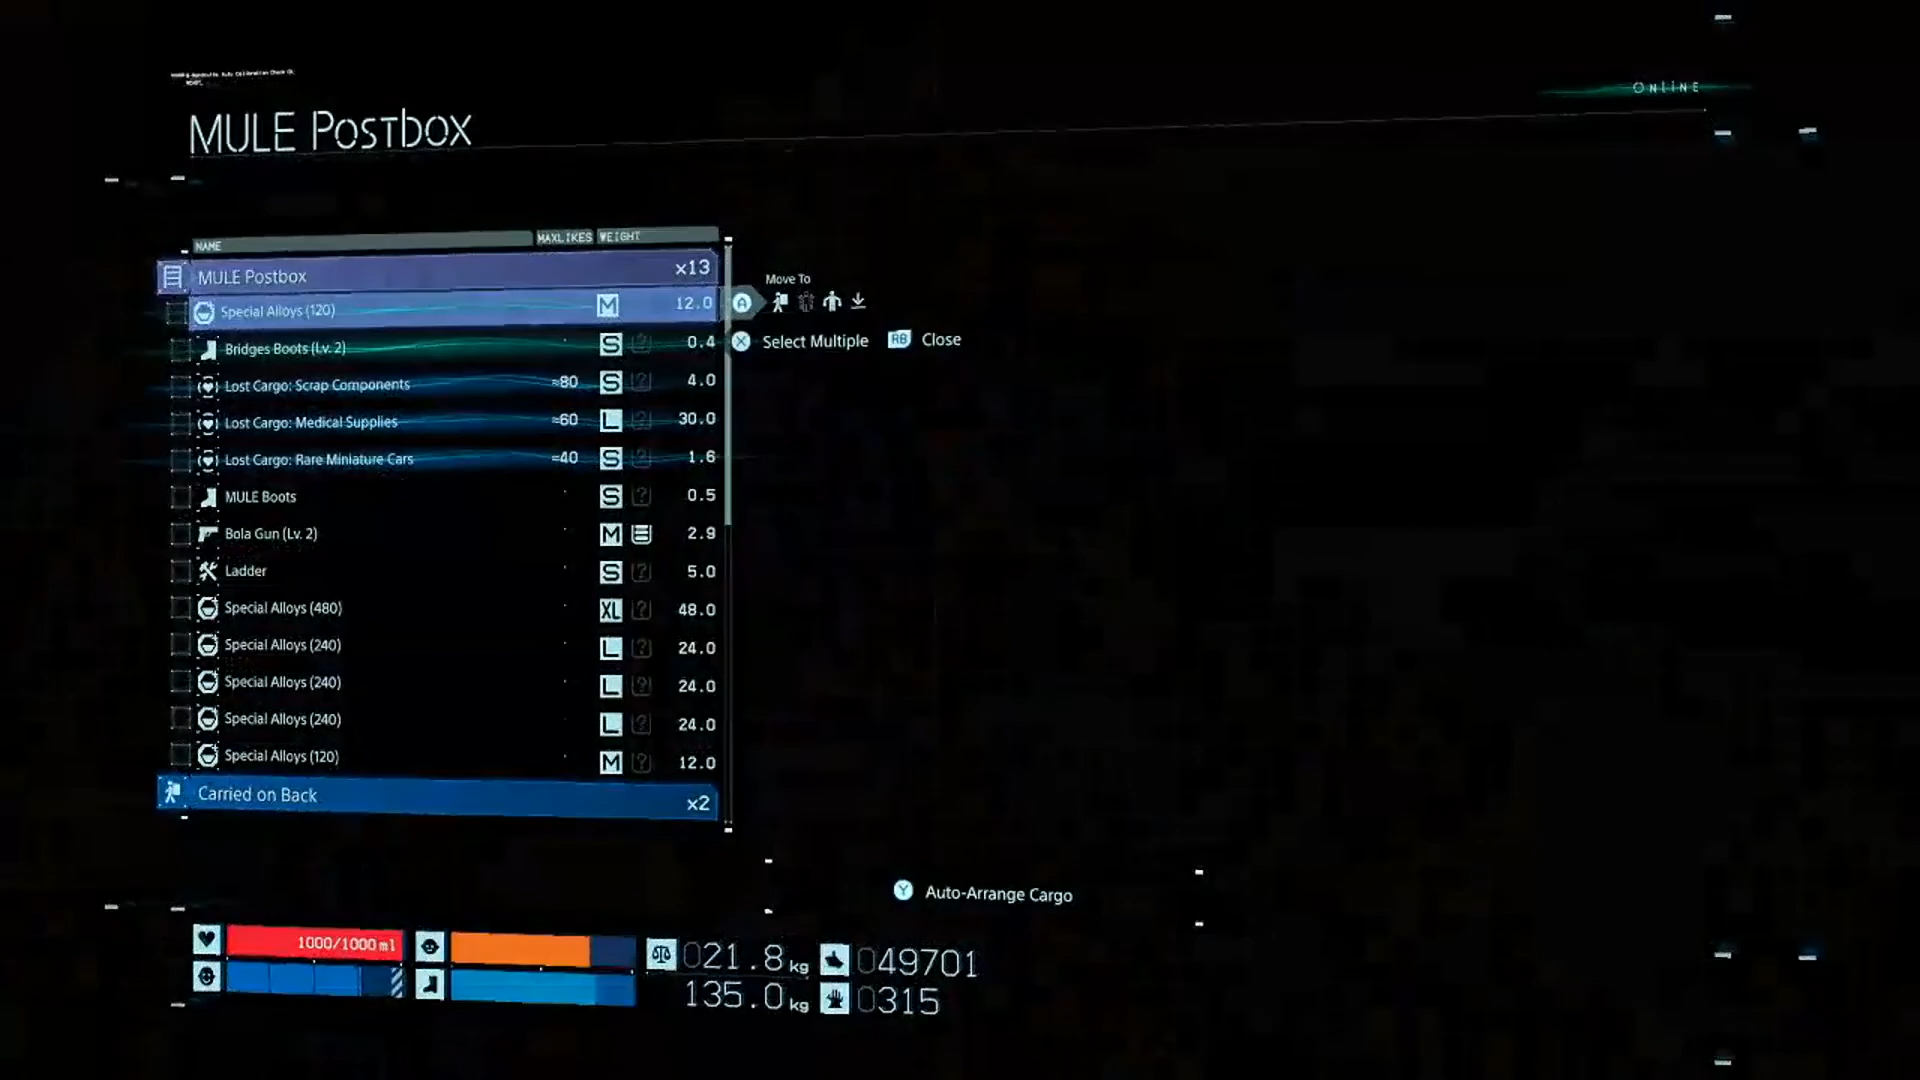 ONLINE
MULE Postbox
NAME MAXLIKES WEIGHT
MULE Postbox x13
Special Alloys (120) M 12.0
Bridges Boots (Lv. 2) S 0.4
Lost Cargo: Scrap Components ≈80 S 4.0
Lost Cargo: Medical Supplies ≈60 L 30.0
Lost Cargo: Rare Miniature Cars ≈40 S 1.6
MULE Boots S 0.5
Bola Gun (Lv. 2) M 2.9
Ladder S 5.0
Special Alloys (480) XL 48.0
Special Alloys (240) L 24.0
Special Alloys (240) L 24.0
Special Alloys (240) L 24.0
Special Alloys (120) M 12.0
Carried on Back x2
Move To
A
X Select Multiple RB Close
Y Auto-Arrange Cargo
1000/1000 ml
021.8 kg 049701
135.0 kg 0315